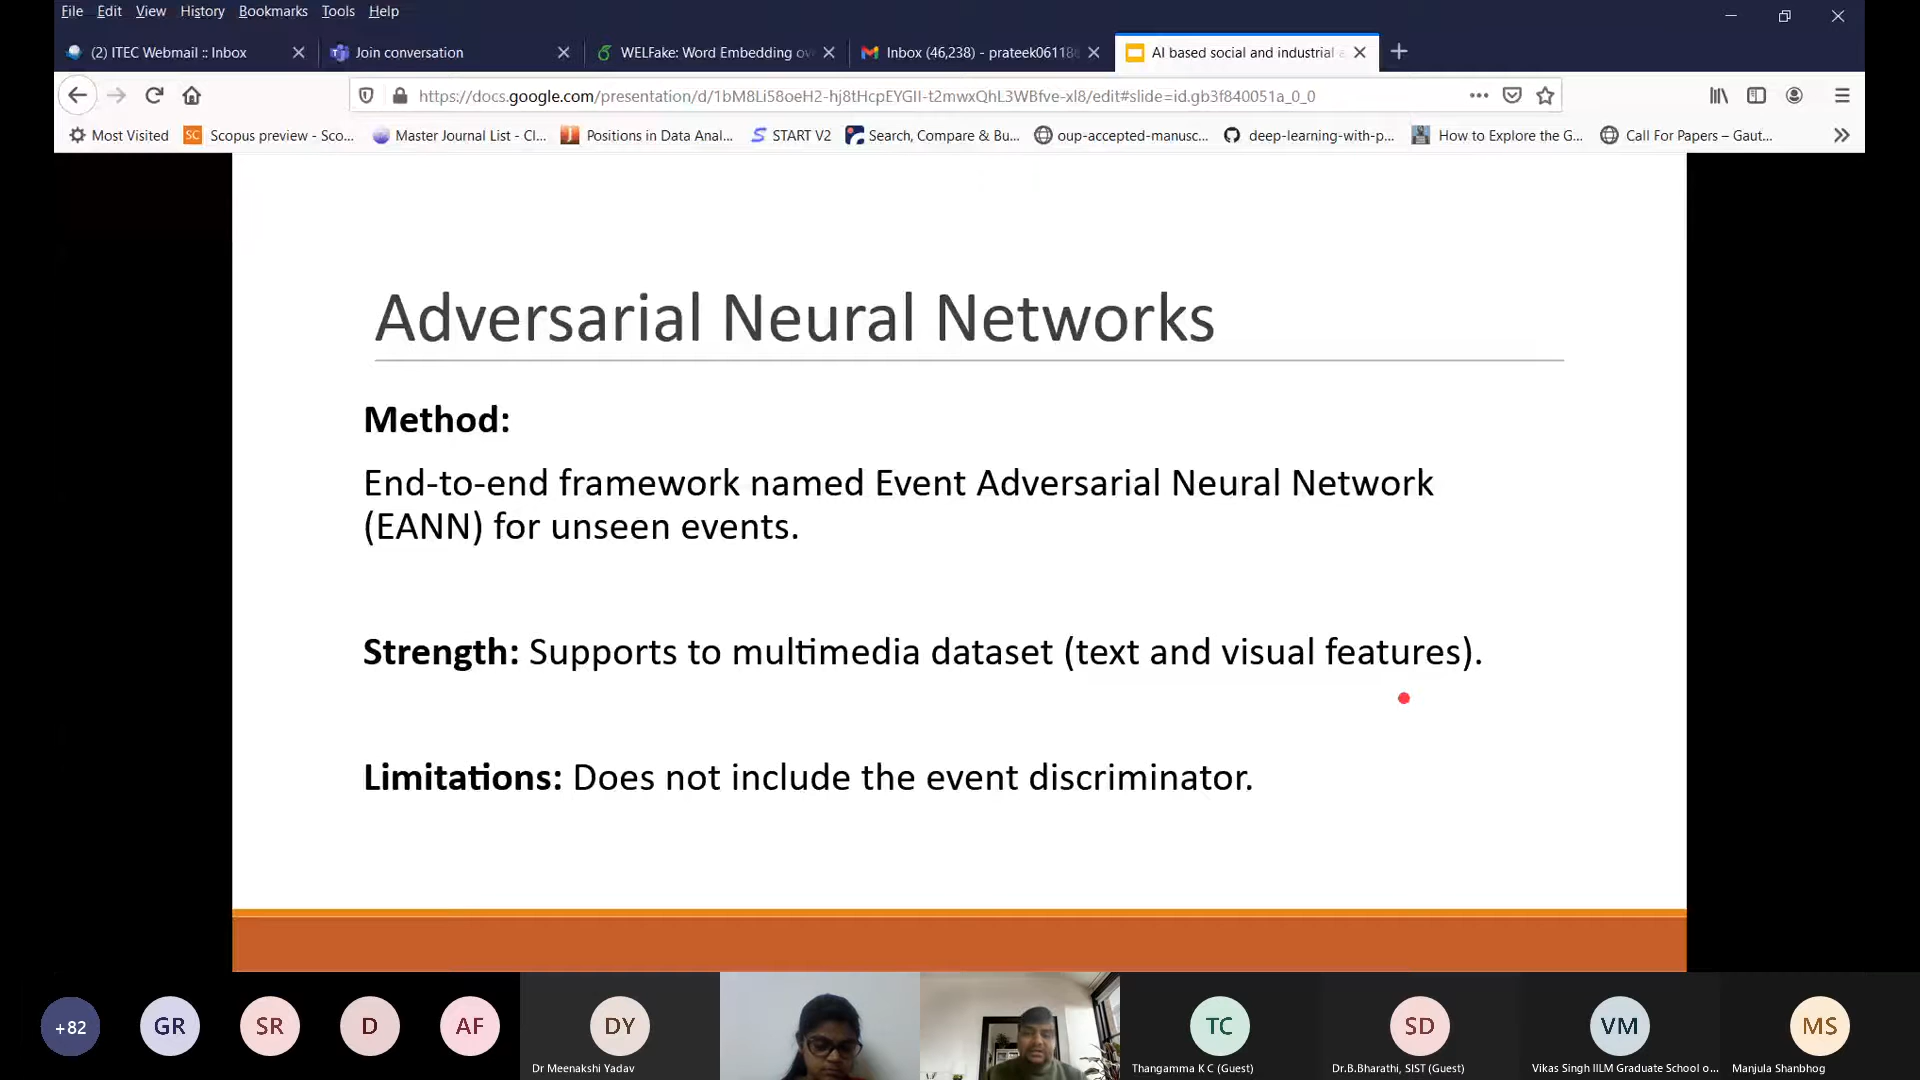 File Edit View History Bookmarks Tools Help
(2) ITEC Webmail :: Inbox
Join conversation
WELFake: Word Embedding ov
Inbox (46,238) - prateek06118
AI based social and industrial
https://docs.google.com/presentation/d/1bM8Li58oeH2-hj8tHcpEYGII-t2mwxQhL3WBfve-xl8/edit#slide=id.gb3f840051a_0_0
Most Visited
SC Scopus preview - Sco...
Master Journal List - Cl...
Positions in Data Anal...
START V2
Search, Compare & Bu...
oup-accepted-manusc...
deep-learning-with-p...
How to Explore the G...
Call For Papers – Gaut...
Adversarial Neural Networks
Method:
End-to-end framework named Event Adversarial Neural Network
(EANN) for unseen events.
Strength: Supports to multimedia dataset (text and visual features).
Limitations: Does not include the event discriminator.
+82
GR
SR
D
AF
DY
Dr Meenakshi Yadav
TC
Thangamma K C (Guest)
SD
Dr.B.Bharathi, SIST (Guest)
VM
Vikas Singh IILM Graduate School o...
MS
Manjula Shanbhog